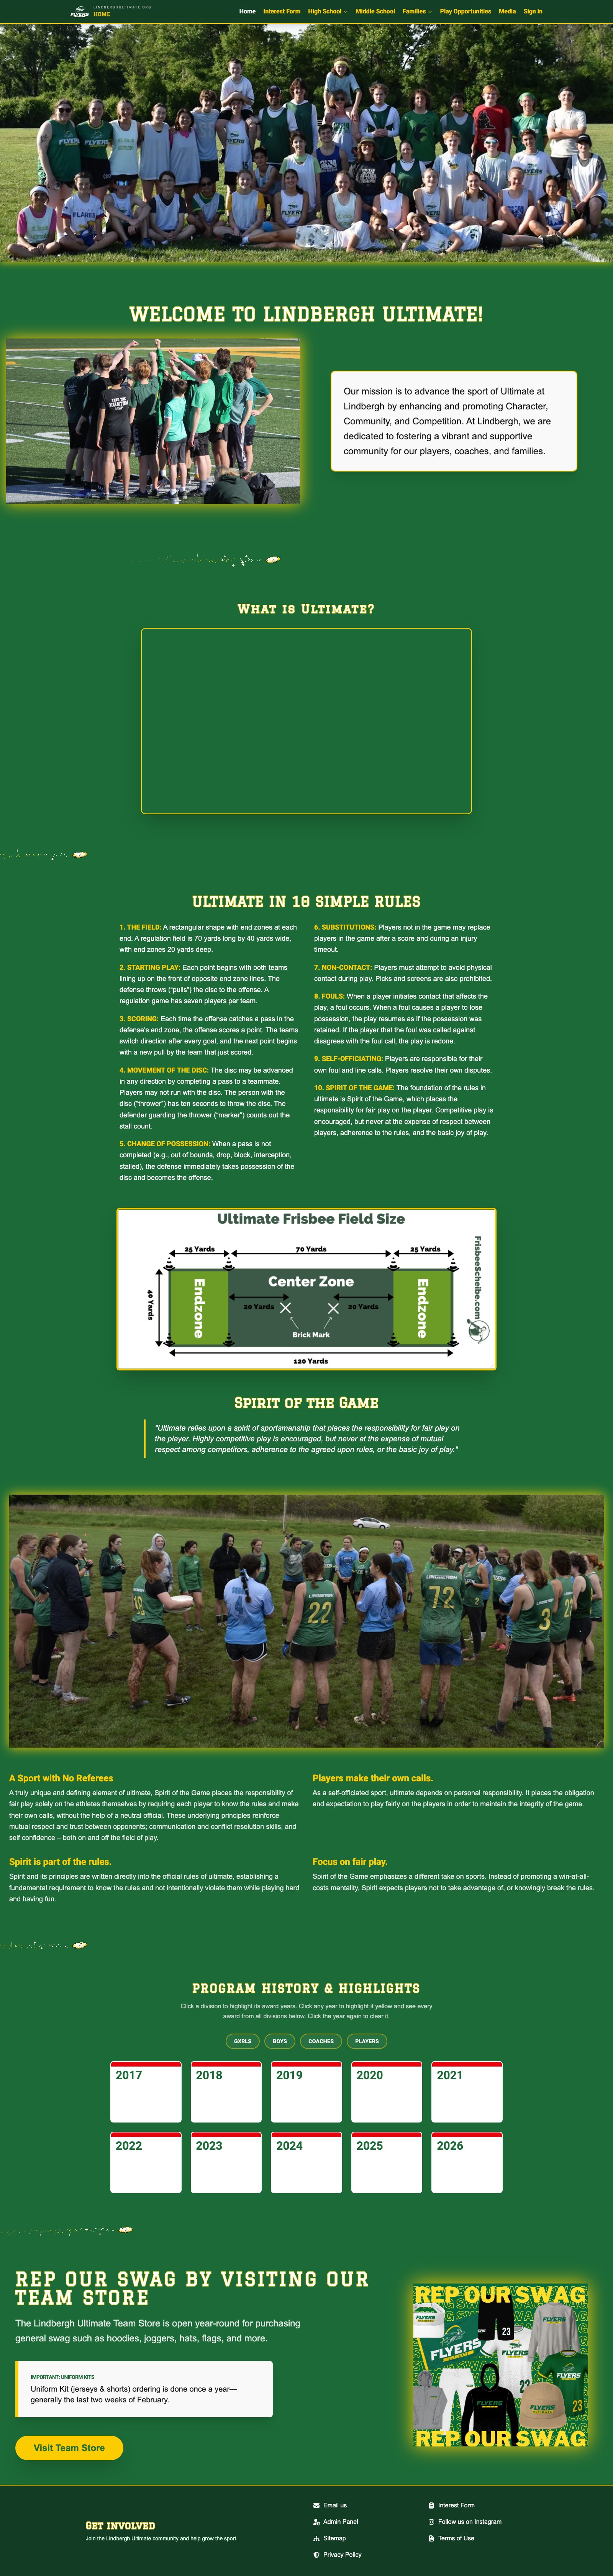 FLYERS
LINDBERGHULTIMATE.ORG
HOME
Home Interest Form High School Middle School Families Play Opportunities Media Sign In
WELCOME TO LINDBERGH ULTIMATE!
Our mission is to advance the sport of Ultimate at
Lindbergh by enhancing and promoting Character,
Community, and Competition. At Lindbergh, we are
dedicated to fostering a vibrant and supportive
community for our players, coaches, and families.
What is Ultimate?
ULTIMATE IN 10 SIMPLE RULES
1. THE FIELD: A rectangular shape with end zones at each
end. A regulation field is 70 yards long by 40 yards wide,
with end zones 20 yards deep.
2. STARTING PLAY: Each point begins with both teams
lining up on the front of opposite end zone lines. The
defense throws ("pulls") the disc to the offense. A
regulation game has seven players per team.
3. SCORING: Each time the offense catches a pass in the
defense's end zone, the offense scores a point. The teams
switch direction after every goal, and the next point begins
with a new pull by the team that just scored.
4. MOVEMENT OF THE DISC: The disc may be advanced
in any direction by completing a pass to a teammate.
Players may not run with the disc. The person with the
disc ("thrower") has ten seconds to throw the disc. The
defender guarding the thrower ("marker") counts out the
stall count.
5. CHANGE OF POSSESSION: When a pass is not
completed (e.g., out of bounds, drop, block, interception,
stalled), the defense immediately takes possession of the
disc and becomes the offense.
6. SUBSTITUTIONS: Players not in the game may replace
players in the game after a score and during an injury
timeout.
7. NON-CONTACT: Players must attempt to avoid physical
contact during play. Picks and screens are also prohibited.
8. FOULS: When a player initiates contact that affects the
play, a foul occurs. When a foul causes a player to lose
possession, the play resumes as if the possession was
retained. If the player that the foul was called against
disagrees with the foul call, the play is redone.
9. SELF-OFFICIATING: Players are responsible for their
own foul and line calls. Players resolve their own disputes.
10. SPIRIT OF THE GAME: The foundation of the rules in
ultimate is Spirit of the Game, which places the
responsibility for fair play on the player. Competitive play is
encouraged, but never at the expense of respect between
players, adherence to the rules, and the basic joy of play.
Ultimate Frisbee Field Size
25 Yards 70 Yards 25 Yards
40 Yards
Endzone
Center Zone
Endzone
20 Yards 20 Yards
Brick Mark
120 Yards
FrisbeeScheibe.com
Spirit of the Game
"Ultimate relies upon a spirit of sportsmanship that places the responsibility for fair play on
the player. Highly competitive play is encouraged, but never at the expense of mutual
respect among competitors, adherence to the agreed upon rules, or the basic joy of play."
22
72
3
A Sport with No Referees
A truly unique and defining element of ultimate, Spirit of the Game places the responsibility of
fair play solely on the athletes themselves by requiring each player to know the rules and make
their own calls, without the help of a neutral official. These underlying principles reinforce
mutual respect and trust between opponents; communication and conflict resolution skills; and
self confidence – both on and off the field of play.
Players make their own calls.
As a self-officiated sport, ultimate depends on personal responsibility. It places the obligation
and expectation to play fairly on the players in order to maintain the integrity of the game.
Spirit is part of the rules.
Spirit and its principles are written directly into the official rules of ultimate, establishing a
fundamental requirement to know the rules and not intentionally violate them while playing hard
and having fun.
Focus on fair play.
Spirit of the Game emphasizes a different take on sports. Instead of promoting a win-at-all-
costs mentality, Spirit expects players not to take advantage of, or knowingly break the rules.
PROGRAM HISTORY & HIGHLIGHTS
Click a division to highlight its award years. Click any year to highlight it yellow and see every
award from all divisions below. Click the year again to clear it.
GXRLS BOYS COACHES PLAYERS
2017 2018 2019 2020 2021
2022 2023 2024 2025 2026
REP OUR SWAG BY VISITING OUR
TEAM STORE
The Lindbergh Ultimate Team Store is open year-round for purchasing
general swag such as hoodies, joggers, hats, flags, and more.
IMPORTANT: UNIFORM KITS
Uniform Kit (jerseys & shorts) ordering is done once a year—
generally the last two weeks of February.
Visit Team Store
REP OUR SWAG
FLYERS
23
FLYERS
FLYERS
FLYERS
FLYERS
FLYERS
23
REP OUR SWAG
Get involved
Join the Lindbergh Ultimate community and help grow the sport.
Email us
Admin Panel
Sitemap
Privacy Policy
Interest Form
Follow us on Instagram
Terms of Use